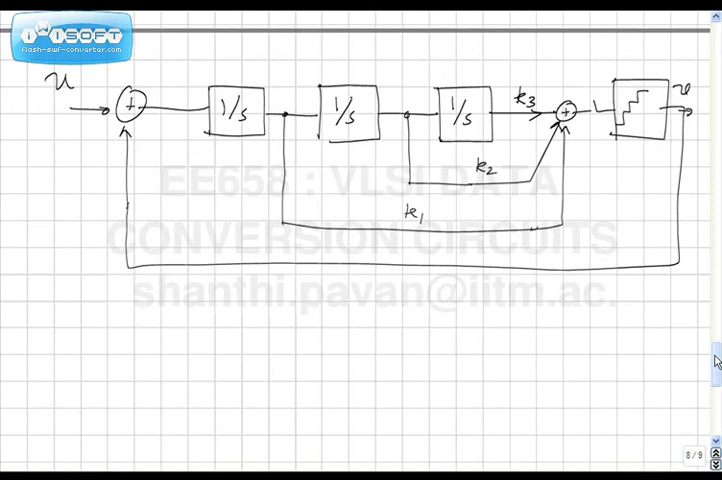 iWiSOFT
flash-swf-converter.com
u
+
1/s
1/s
1/s
k3
+
v
k2
k1
EE658 : VLSI DATA
CONVERSION CIRCUITS
shanthi.pavan@iitm.ac.
8 / 9